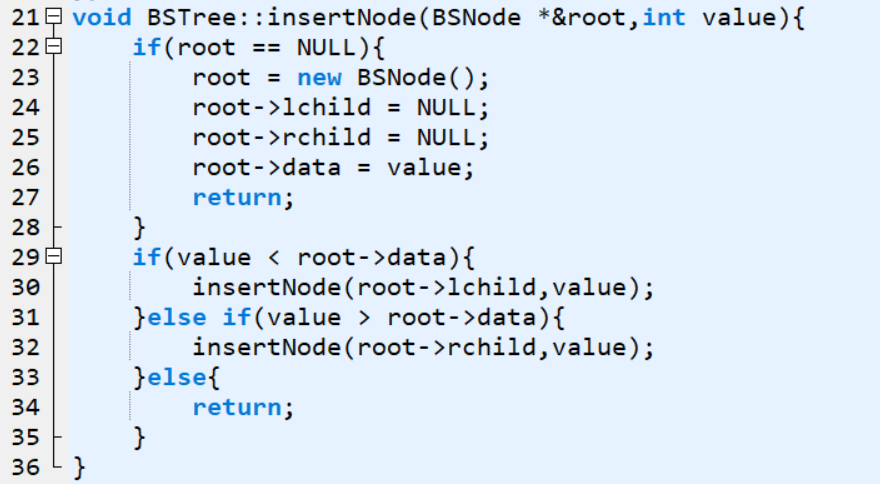 21 void BSTree::insertNode(BSNode *&root,int value){
22     if(root == NULL){
23         root = new BSNode();
24         root->lchild = NULL;
25         root->rchild = NULL;
26         root->data = value;
27         return;
28     }
29     if(value < root->data){
30         insertNode(root->lchild,value);
31     }else if(value > root->data){
32         insertNode(root->rchild,value);
33     }else{
34         return;
35     }
36 }